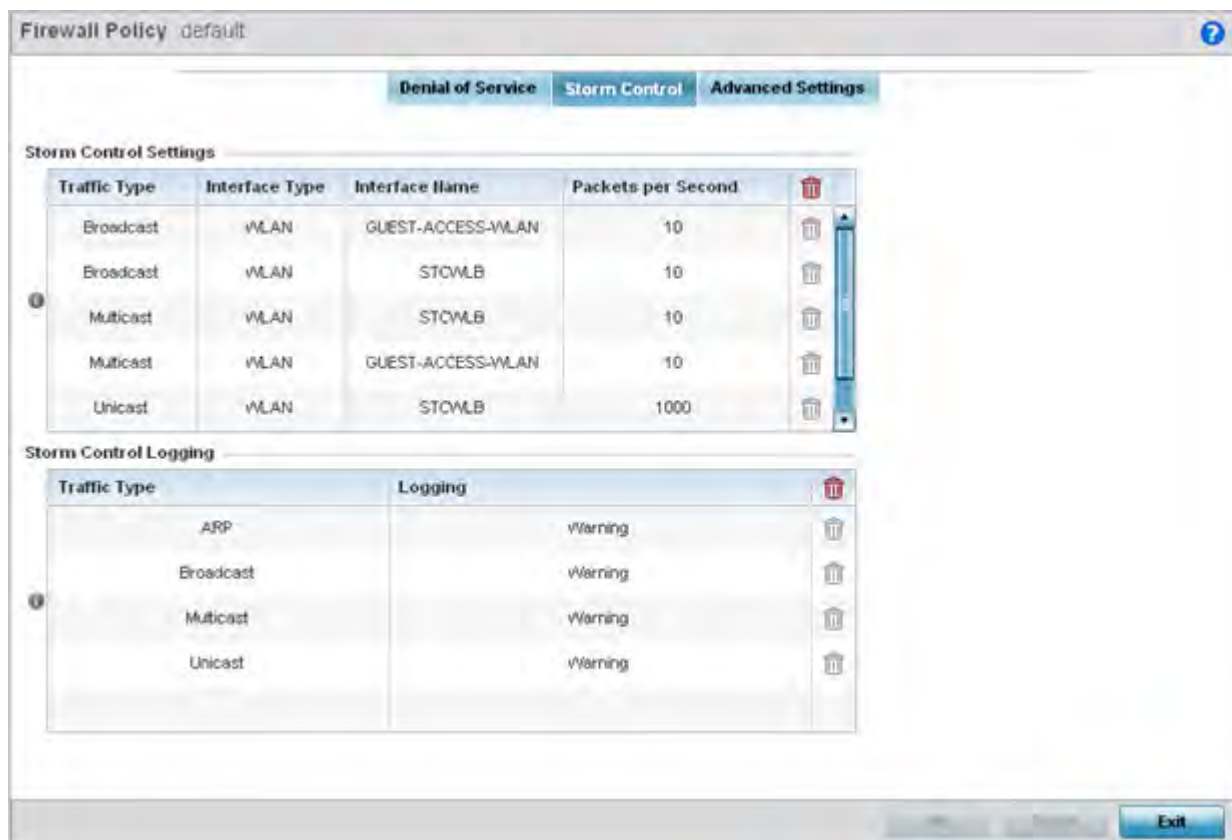 Firewall Policy default ?
Denial of Service Storm Control Advanced Settings
Storm Control Settings
Traffic Type Interface Type Interface Name Packets per Second
Broadcast WLAN GUEST-ACCESS-WLAN 10
Broadcast WLAN STCWLB 10
Multicast WLAN STCWLB 10
Multicast WLAN GUEST-ACCESS-WLAN 10
Unicast WLAN STCWLB 1000
Storm Control Logging
Traffic Type Logging
ARP Warning
Broadcast Warning
Multicast Warning
Unicast Warning
Exit